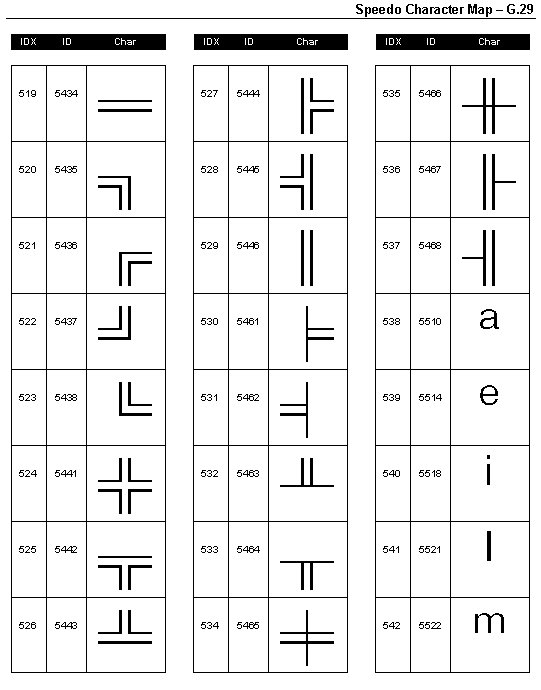 Speedo Character Map – G.29
IDX ID Char
519 5434 ═
520 5435 ╗
521 5436 ╔
522 5437 ╝
523 5438 ╚
524 5441 ╬
525 5442 ╦
526 5443 ╩
IDX ID Char
527 5444 ╠
528 5445 ╣
529 5446 ║
530 5461 ╞
531 5462 ╡
532 5463 ╨
533 5464 ╥
534 5465 ╪
IDX ID Char
535 5466 ╫
536 5467 ╟
537 5468 ╢
538 5510 a
539 5514 e
540 5518 i
541 5521 l
542 5522 m